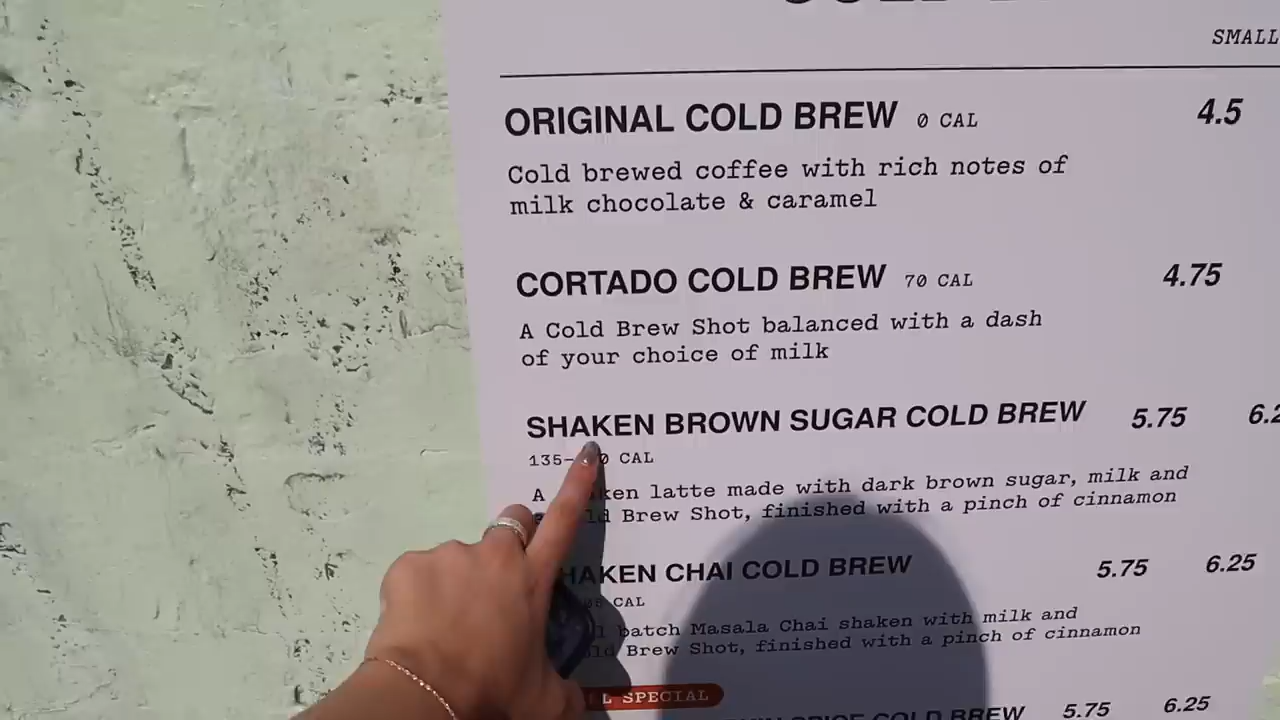 COLD
SMALL
ORIGINAL COLD BREW 0 CAL 4.5
Cold brewed coffee with rich notes of
milk chocolate & caramel
CORTADO COLD BREW 70 CAL 4.75
A Cold Brew Shot balanced with a dash
of your choice of milk
SHAKEN BROWN SUGAR COLD BREW 5.75
CAL
A latte made with dark brown sugar, milk and
Brew Shot, finished with a pinch of cinnamon
SHAKEN CHAI COLD BREW 5.75 6.25
CAL
batch Masala Chai shaken with milk and
Brew Shot, finished with a pinch of cinnamon
SPECIAL
COLD BREW 5.75 6.25